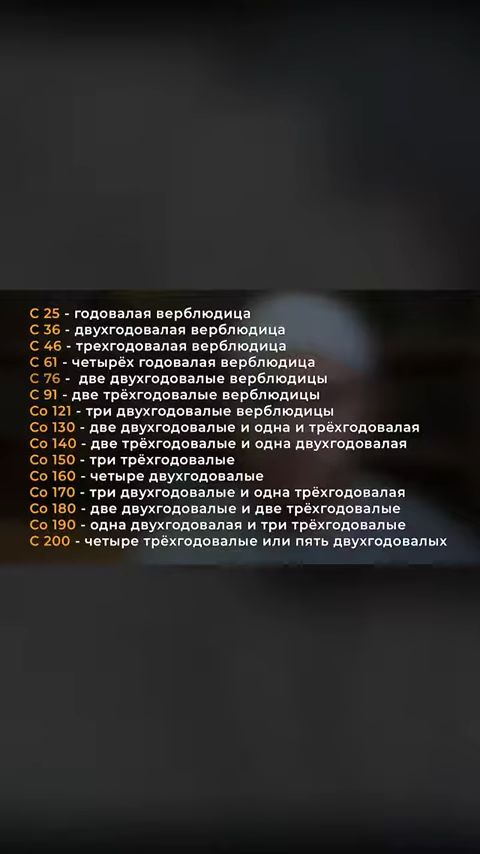 С 25 - годовалая верблюдица
С 36 - двухгодовалая верблюдица
С 46 - трехгодовалая верблюдица
С 61 - четырёх годовалая верблюдица
С 76 - две двухгодовалые верблюдицы
С 91 - две трёхгодовалые верблюдицы
Со 121 - три двухгодовалые верблюдицы
Со 130 - две двухгодовалые и одна и трёхгодовалая
Со 140 - две трёхгодовалые и одна двухгодовалая
Со 150 - три трёхгодовалые
Со 160 - четыре двухгодовалые
Со 170 - три двухгодовалые и одна трёхгодовалая
Со 180 - две двухгодовалые и две трёхгодовалые
Со 190 - одна двухгодовалая и три трёхгодовалые
С 200 - четыре трёхгодовалые или пять двухгодовалых